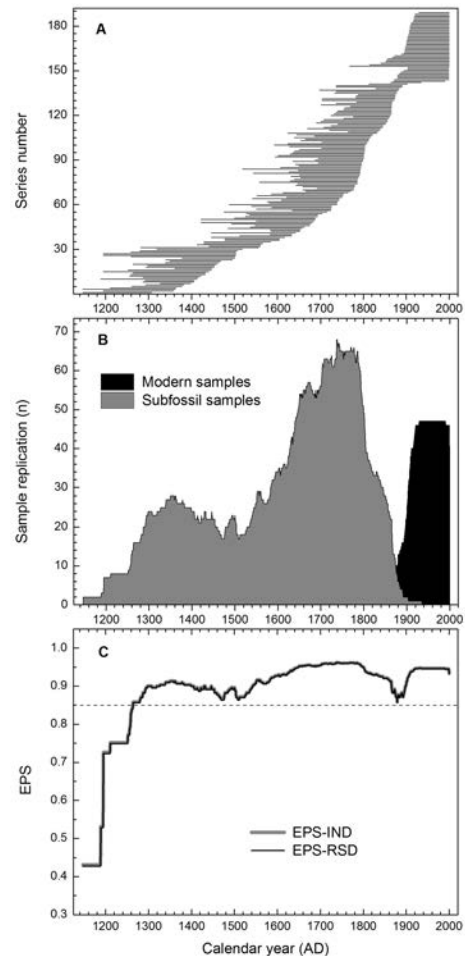 A
Series number
180
150
120
90
60
30
1200 1300 1400 1500 1600 1700 1800 1900 2000
B
Modern samples
Subfossil samples
Sample replication (n)
70
60
50
40
30
20
10
0
1200 1300 1400 1500 1600 1700 1800 1900 2000
C
EPS
1.0
0.9
0.8
0.7
0.6
0.5
0.4
0.3
EPS-IND
EPS-RSD
1200 1300 1400 1500 1600 1700 1800 1900 2000
Calendar year (AD)